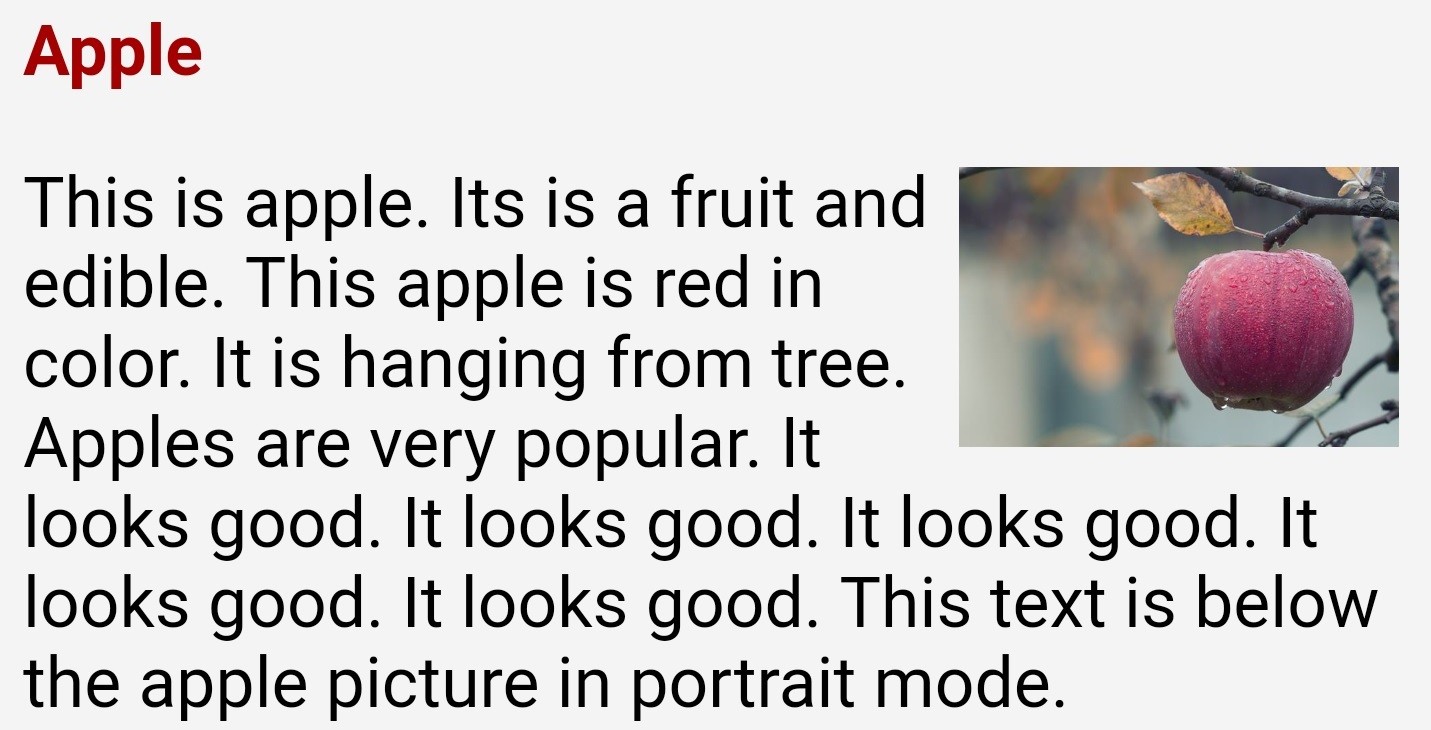 Apple
This is apple. Its is a fruit and
edible. This apple is red in
color. It is hanging from tree.
Apples are very popular. It
looks good. It looks good. It looks good. It
looks good. It looks good. This text is below
the apple picture in portrait mode.